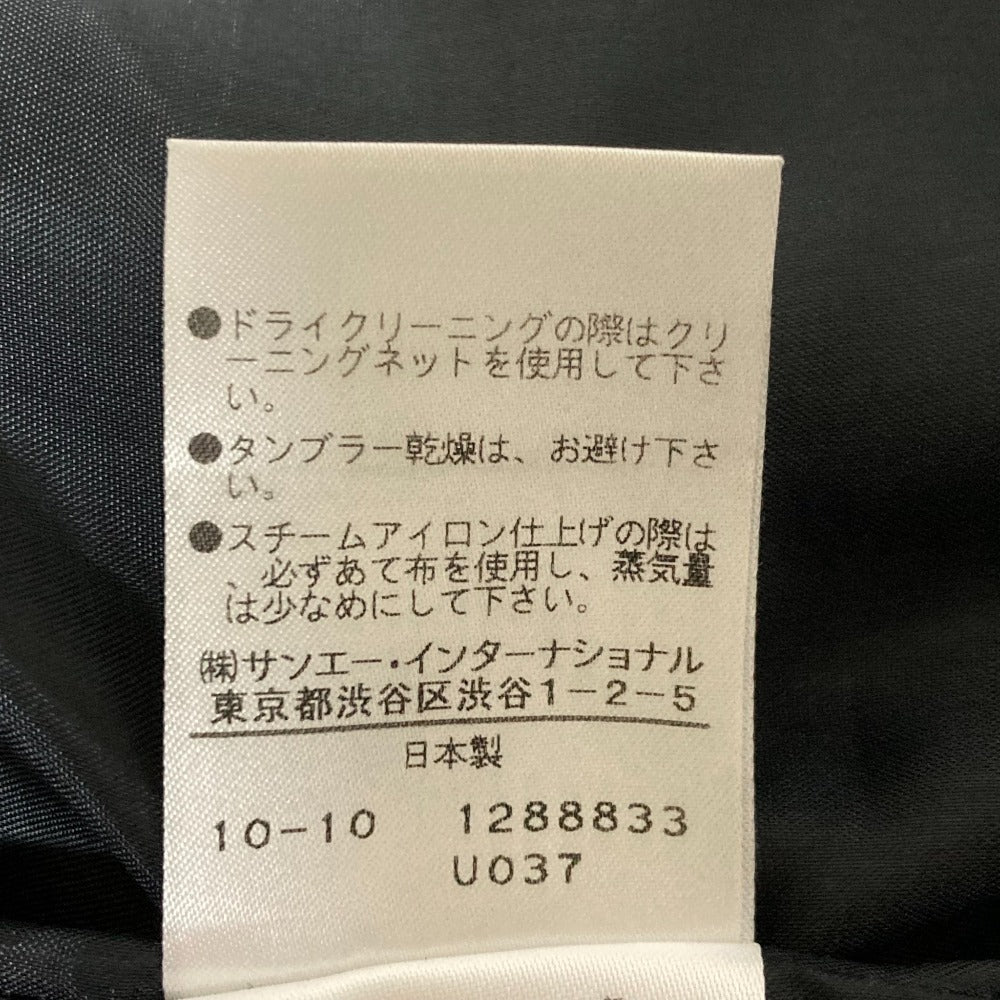 ●ドライクリーニングの際はクリ
ーニングネットを使用して下さ
い。
●タンブラー乾燥は、お避け下さ
い。
●スチームアイロン仕上げの際は
、必ずあて布を使用し、蒸気量
は少なめにして下さい。
㈱サンエー・インターナショナル
東京都渋谷区渋谷1-2-5
日本製
10-10 1288833
U037